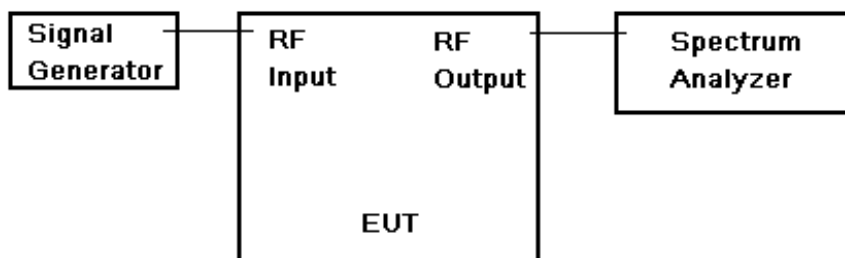 Signal
Generator
RF
Input
RF
Output
EUT
Spectrum
Analyzer